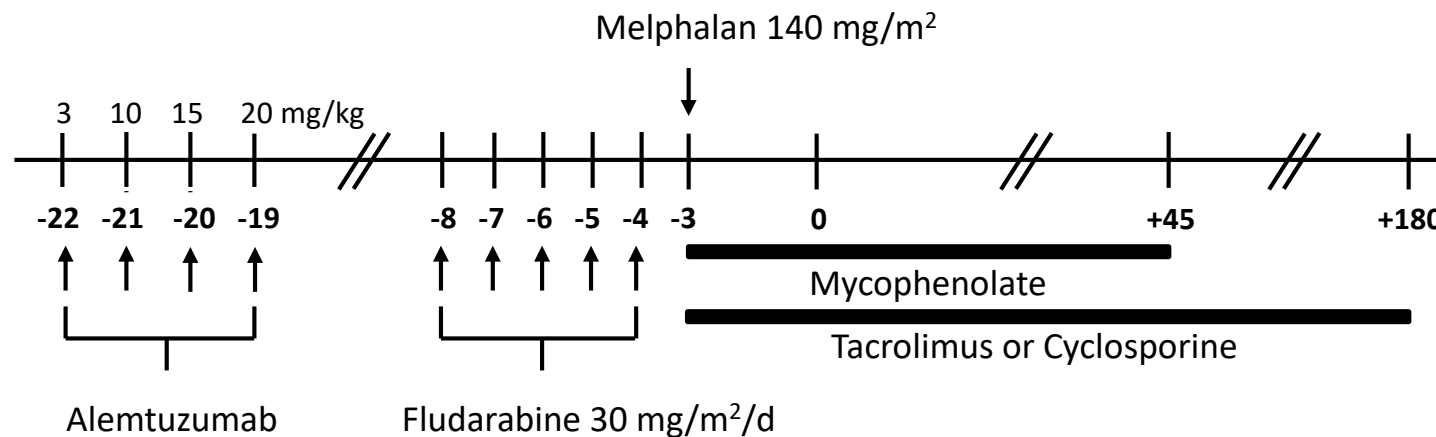 Melphalan 140 mg/m²
3 10 15 20 mg/kg
-22 -21 -20 -19 -8 -7 -6 -5 -4 -3 0 +45 +180
Mycophenolate
Tacrolimus or Cyclosporine
Alemtuzumab Fludarabine 30 mg/m²/d